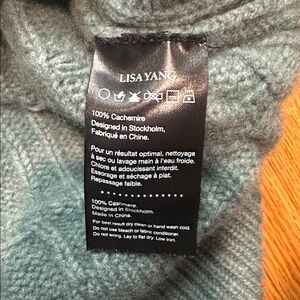 LISA YANG
100% Cachemire
Designed in Stockholm,
Fabriqué en Chine.
Pour un résultat optimal, nettoyage
à sec ou lavage main à l'eau froide.
Chlore et adoucissant interdit.
Essorage et séchage à plat.
Repassage faible.
100% Cashmere.
Designed in Stockholm.
Made in China.
For best result dry clean or hand wash cold.
Do not use bleach or fabric conditioner.
Do not wring. Lay to flat dry. Low iron.